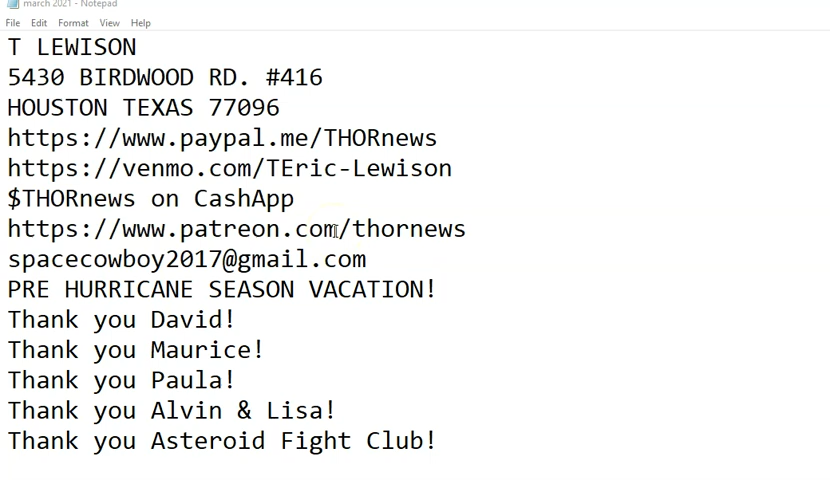 march 2021 - Notepad
File Edit Format View Help
T LEWISON
5430 BIRDWOOD RD. #416
HOUSTON TEXAS 77096
https://www.paypal.me/THORnews
https://venmo.com/TEric-Lewison
$THORnews on CashApp
https://www.patreon.com/thornews
spacecowboy2017@gmail.com
PRE HURRICANE SEASON VACATION!
Thank you David!
Thank you Maurice!
Thank you Paula!
Thank you Alvin & Lisa!
Thank you Asteroid Fight Club!